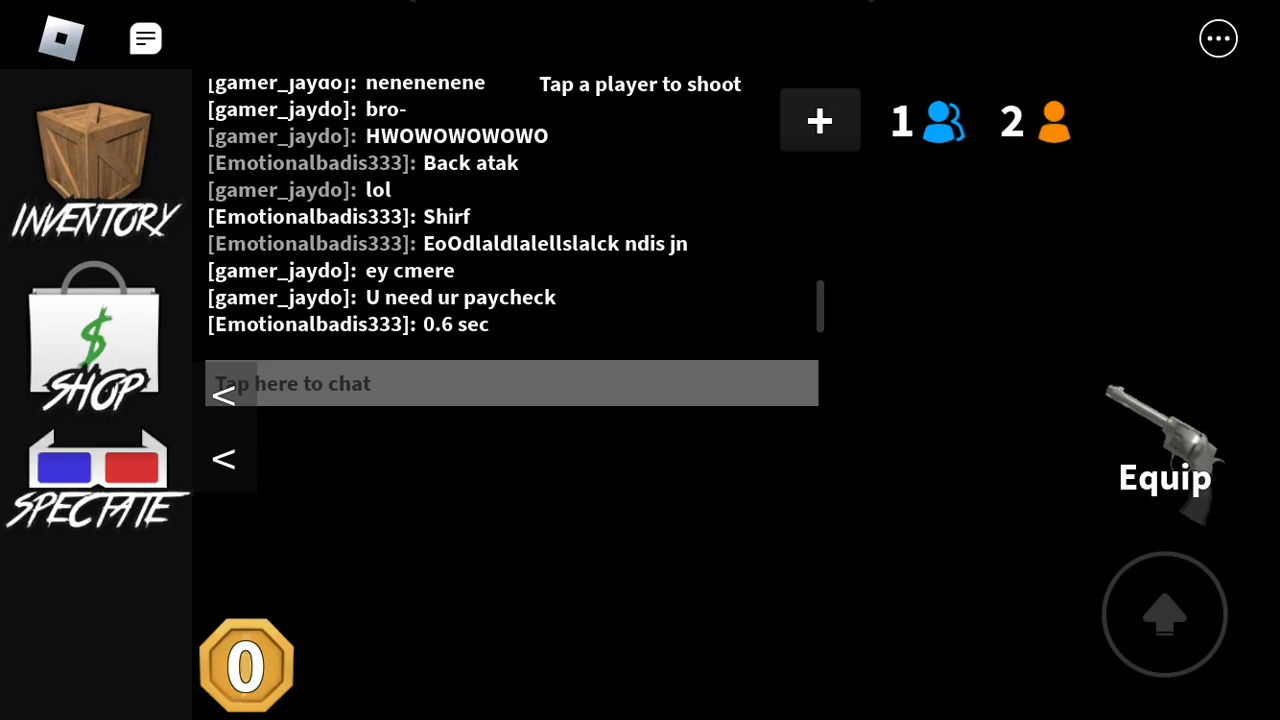 [gamer_jaydo]: nenenenene
Tap a player to shoot
[gamer_jaydo]: bro-
+ 1 2
[gamer_jaydo]: HWOWOWOWOWO
[Emotionalbadis333]: Back atak
[gamer_jaydo]: lol
[Emotionalbadis333]: Shirf
[Emotionalbadis333]: EoOdlaldlalellslalck ndis jn
[gamer_jaydo]: ey cmere
[gamer_jaydo]: U need ur paycheck
[Emotionalbadis333]: 0.6 sec
Tap here to chat
<
<
INVENTORY
$
SHOP
SPECTATE
Equip
0